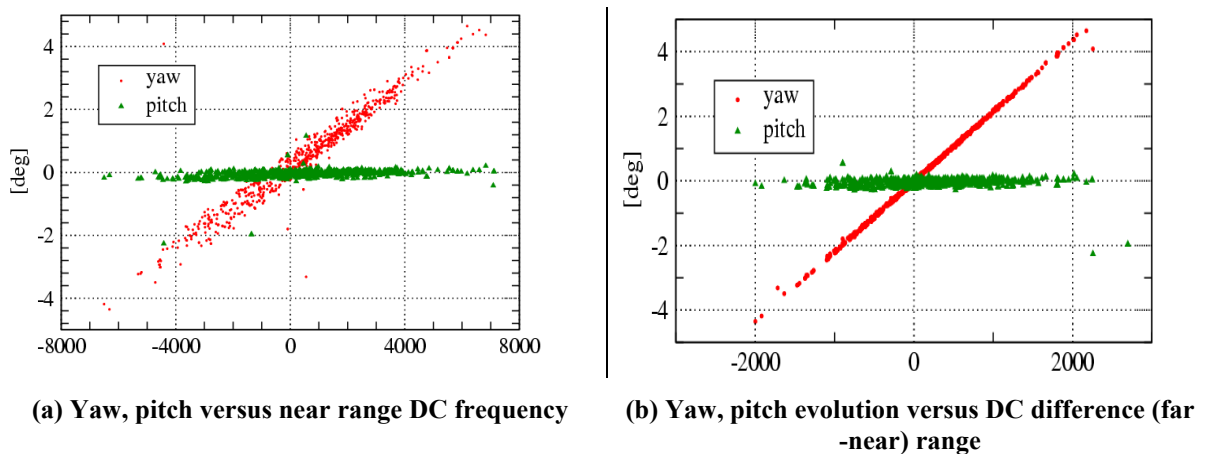 4
2
0
-2
-4
[deg]
yaw
pitch
-8000 -4000 0 4000 8000
(a) Yaw, pitch versus near range DC frequency
4
2
0
-2
-4
[deg]
yaw
pitch
-2000 0 2000
(b) Yaw, pitch evolution versus DC difference (far
-near) range